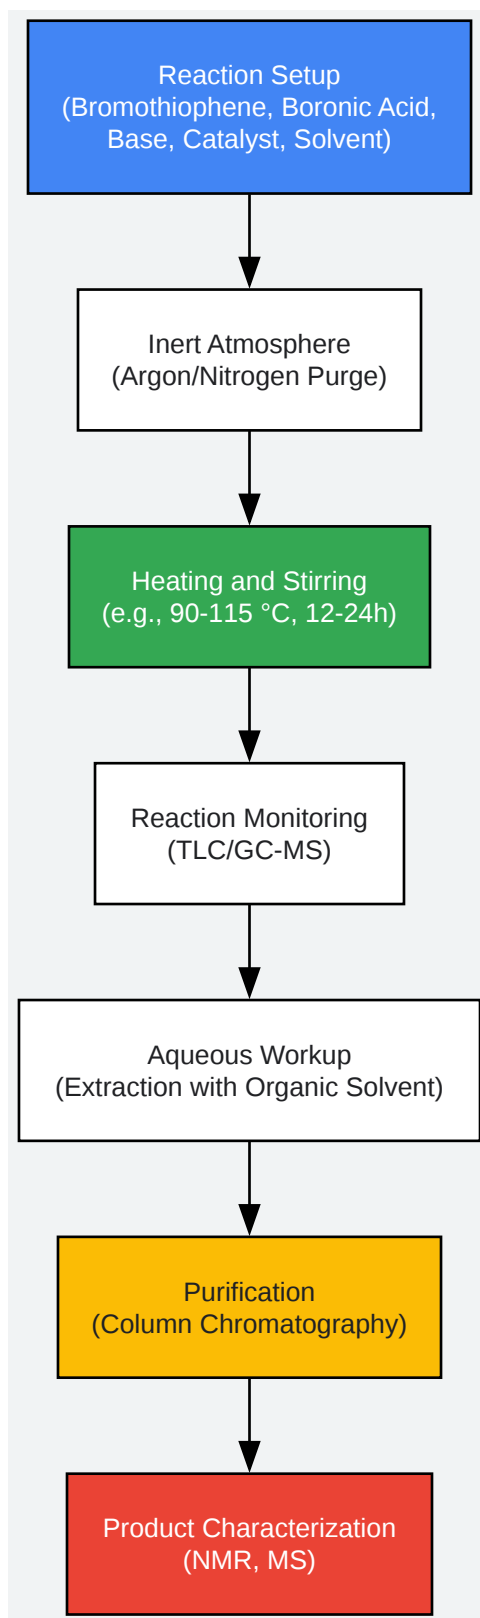 Reaction Setup
(Bromothiophene, Boronic Acid,
Base, Catalyst, Solvent)
Inert Atmosphere
(Argon/Nitrogen Purge)
Heating and Stirring
(e.g., 90-115 °C, 12-24h)
Reaction Monitoring
(TLC/GC-MS)
Aqueous Workup
(Extraction with Organic Solvent)
Purification
(Column Chromatography)
Product Characterization
(NMR, MS)